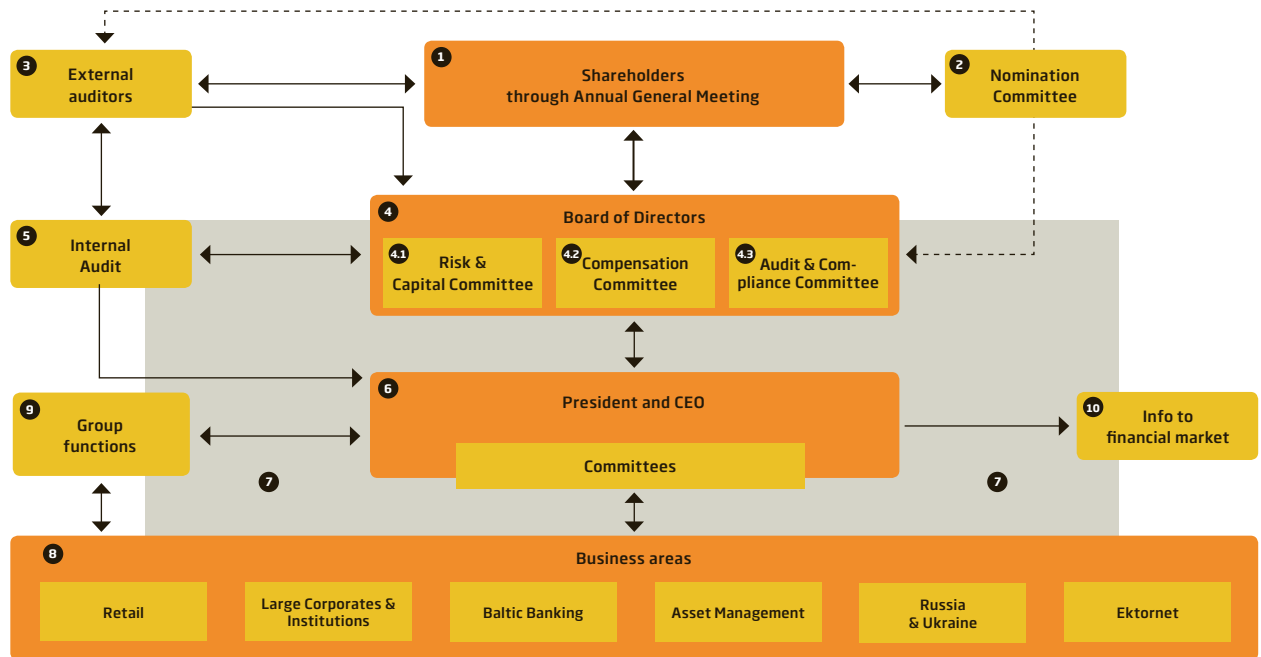 3
External
auditors
1
Shareholders
through Annual General Meeting
2
Nomination
Committee
4
Board of Directors
4.1
Risk &
Capital Committee
4.2
Compensation
Committee
4.3
Audit & Com-
pliance Committee
5
Internal
Audit
6
President and CEO
Committees
9
Group
functions
10
Info to
financial market
7
7
8
Business areas
Retail
Large Corporates &
Institutions
Baltic Banking
Asset Management
Russia
& Ukraine
Ektornet